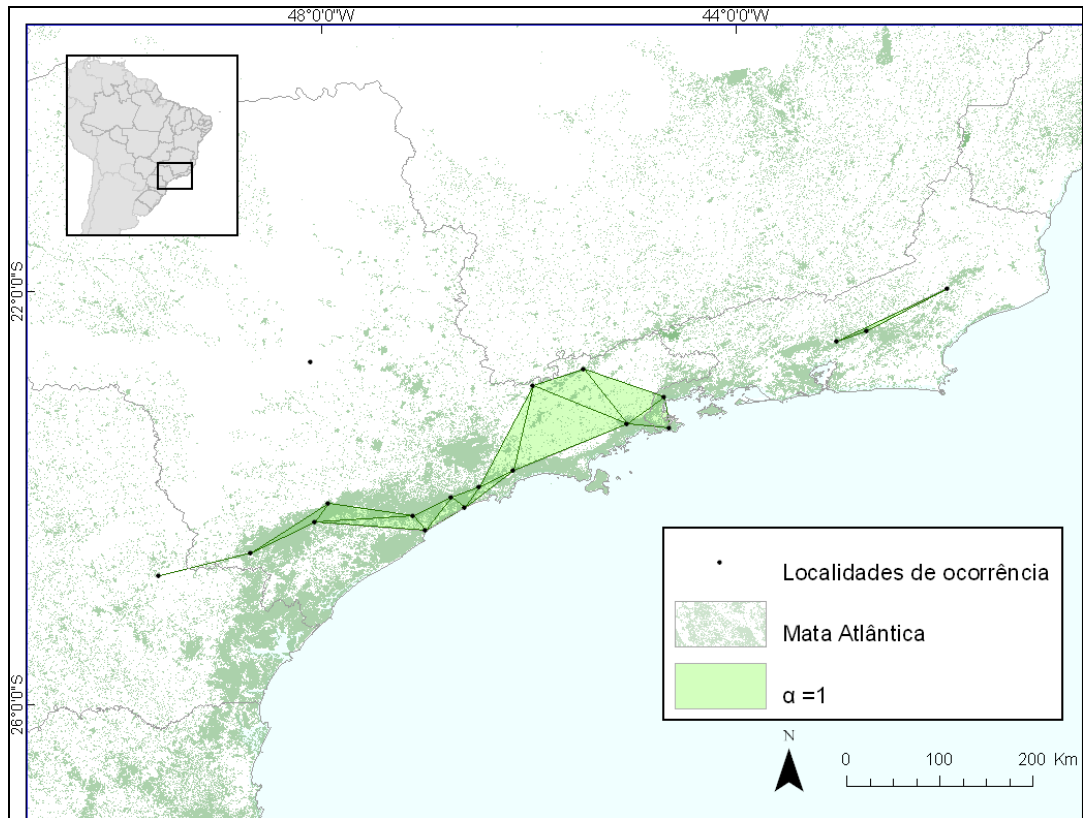 48°0'0"W
44°0'0"W
22°0'0"S
26°0'0"S
Localidades de ocorrência
Mata Atlântica
α =1
N
0 100 200 Km